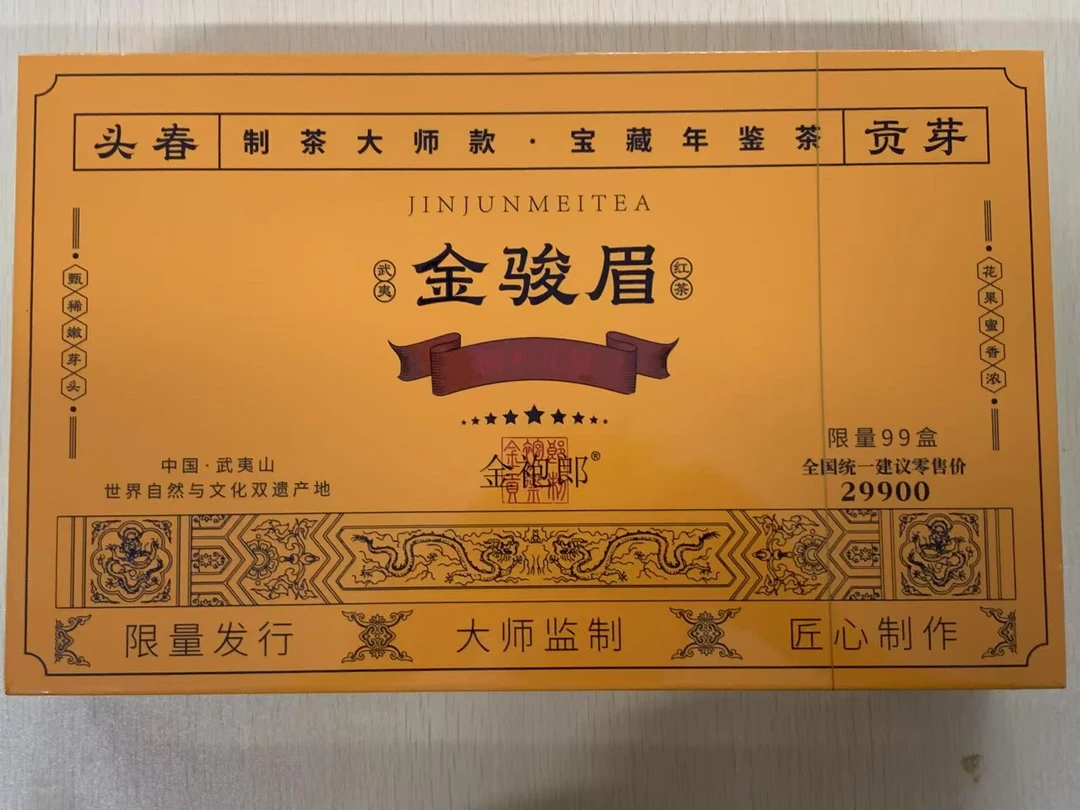 头春 制茶大师款·宝藏年鉴茶 贡芽
JINJUNMEITEA
武夷 金骏眉 红茶
甄稀嫩芽头
花果蜜香浓
中国·武夷山
世界自然与文化双遗产地
金袍郎®
限量99盒
全国统一建议零售价
29900
限量发行 大师监制 匠心制作